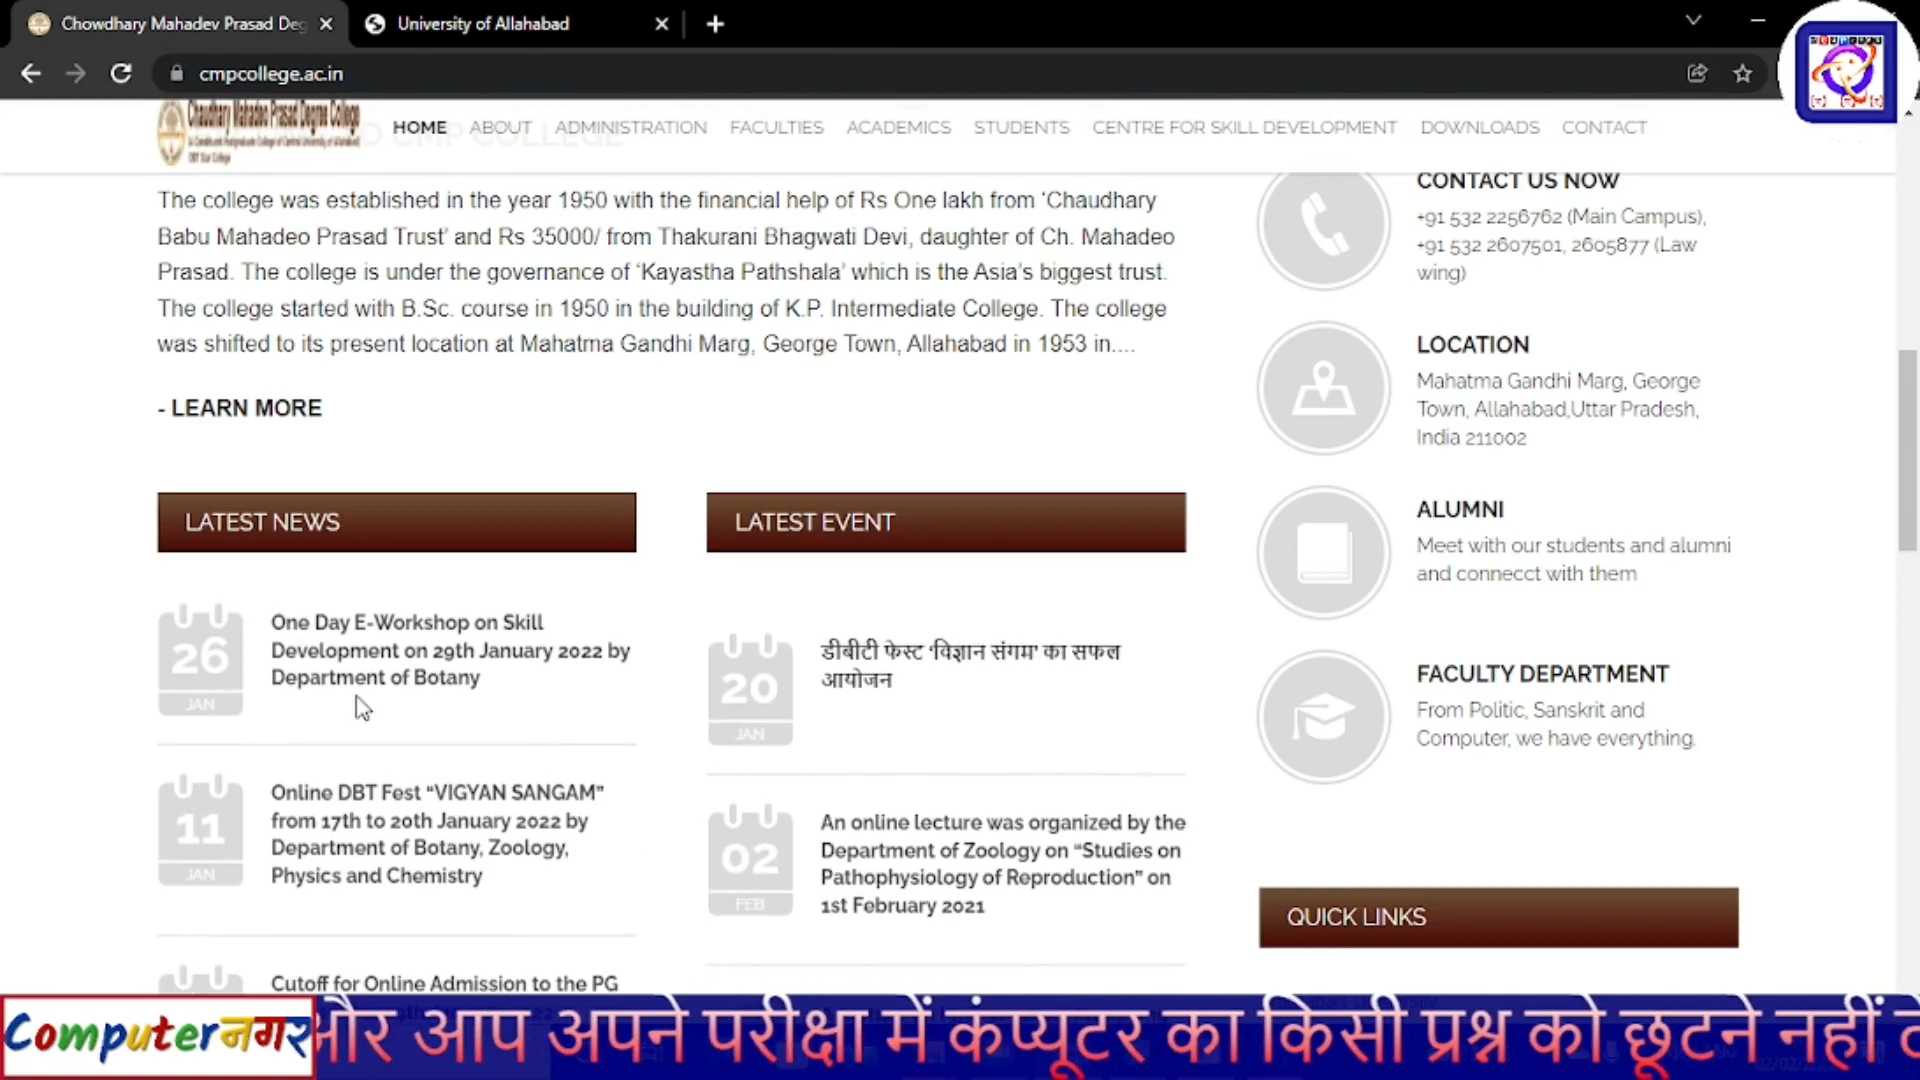 Chowdhary Mahadev Prasad Deg
University of Allahabad
cmpcollege.ac.in
Chaudhary Mahadeo Prasad Degree College
HOME ABOUT ADMINISTRATION FACULTIES ACADEMICS STUDENTS CENTRE FOR SKILL DEVELOPMENT DOWNLOADS CONTACT
CMP COLLEGE
The college was established in the year 1950 with the financial help of Rs One lakh from ‘Chaudhary
Babu Mahadeo Prasad Trust’ and Rs 35000/ from Thakurani Bhagwati Devi, daughter of Ch. Mahadeo
Prasad. The college is under the governance of ‘Kayastha Pathshala’ which is the Asia’s biggest trust.
The college started with B.Sc. course in 1950 in the building of K.P. Intermediate College. The college
was shifted to its present location at Mahatma Gandhi Marg, George Town, Allahabad in 1953 in....
- LEARN MORE
LATEST NEWS
26
JAN
One Day E-Workshop on Skill
Development on 29th January 2022 by
Department of Botany
11
JAN
Online DBT Fest “VIGYAN SANGAM”
from 17th to 20th January 2022 by
Department of Botany, Zoology,
Physics and Chemistry
Cutoff for Online Admission to the PG
LATEST EVENT
20
JAN
डीबीटी फेस्ट ‘विज्ञान संगम’ का सफल
आयोजन
02
FEB
An online lecture was organized by the
Department of Zoology on “Studies on
Pathophysiology of Reproduction” on
1st February 2021
CONTACT US NOW
+91 532 2256762 (Main Campus),
+91 532 2607501, 2605877 (Law
wing)
LOCATION
Mahatma Gandhi Marg, George
Town, Allahabad,Uttar Pradesh,
India 211002
ALUMNI
Meet with our students and alumni
and connecct with them
FACULTY DEPARTMENT
From Politic, Sanskrit and
Computer, we have everything.
QUICK LINKS
Computer नगर
और आप अपने परीक्षा में कंप्यूटर का किसी प्रश्न को छूटने नहीं